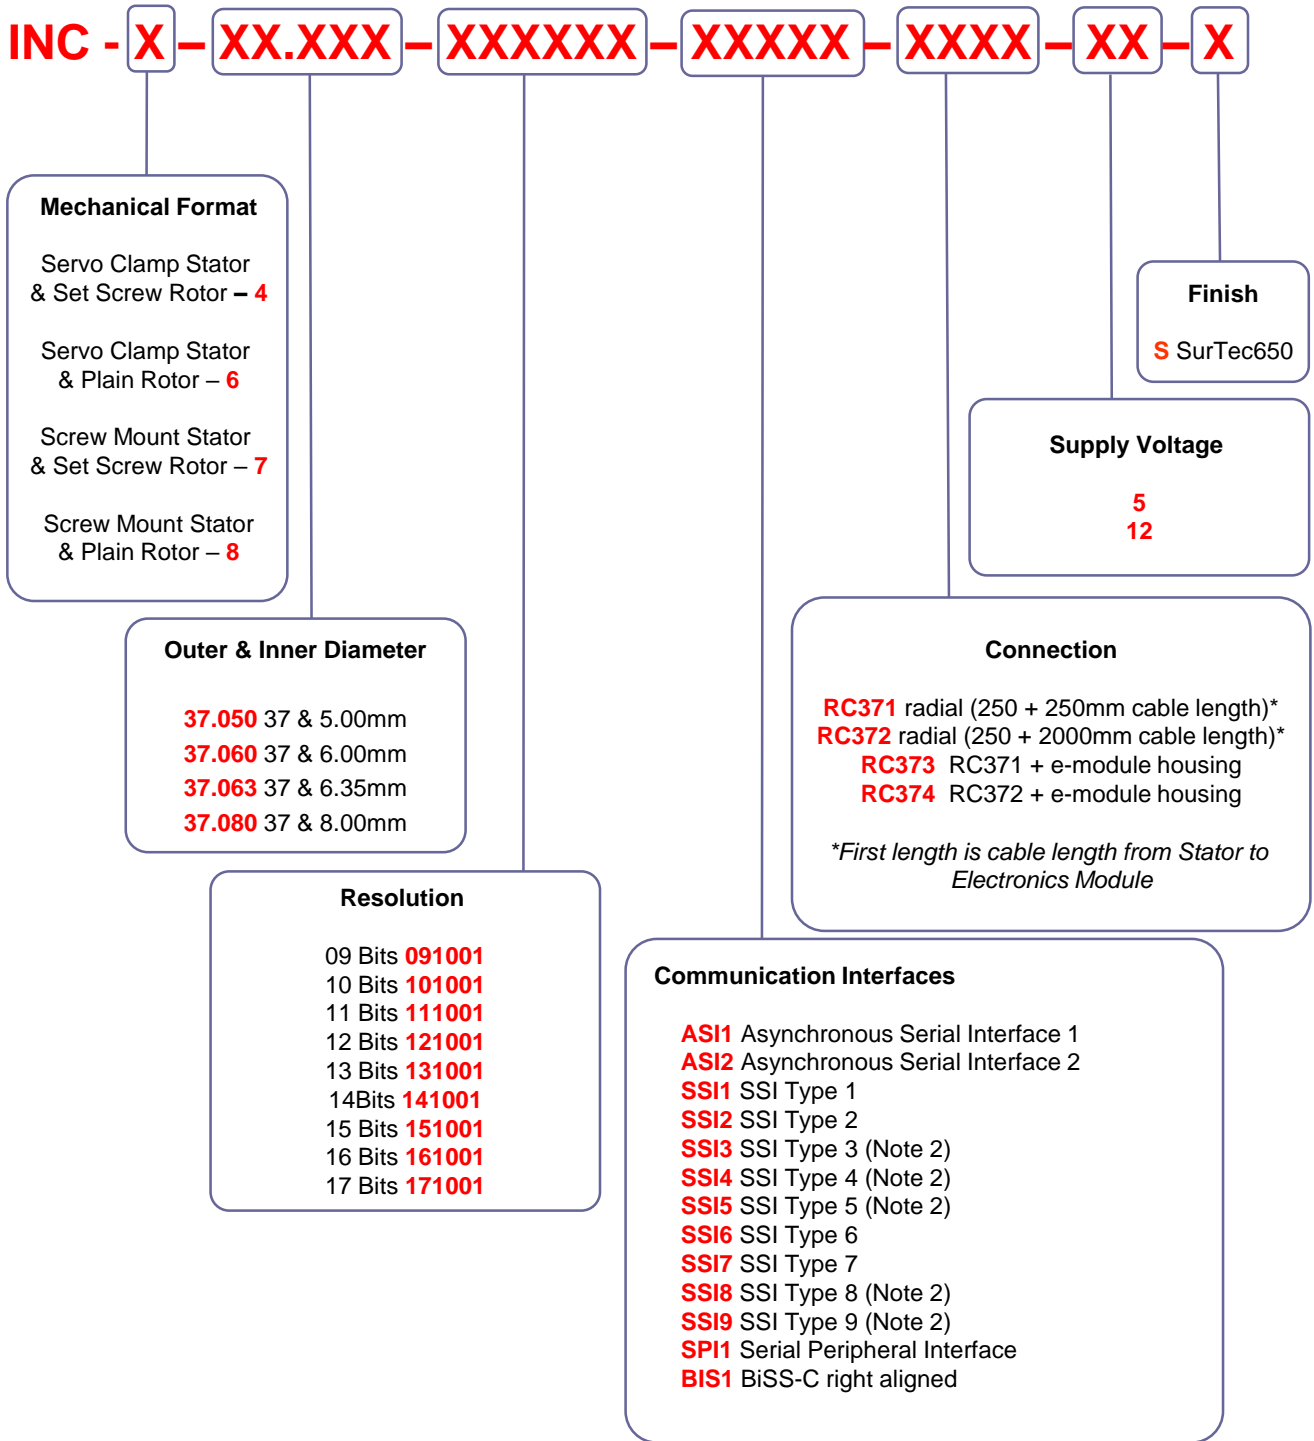 INC - X – XX.XXX – XXXXXX – XXXXX – XXXX – XX – X
Mechanical Format
Servo Clamp Stator
& Set Screw Rotor – 4
Servo Clamp Stator
& Plain Rotor – 6
Screw Mount Stator
& Set Screw Rotor – 7
Screw Mount Stator
& Plain Rotor – 8
Finish
S SurTec650
Supply Voltage
5
12
Outer & Inner Diameter
37.050 37 & 5.00mm
37.060 37 & 6.00mm
37.063 37 & 6.35mm
37.080 37 & 8.00mm
Connection
RC371 radial (250 + 250mm cable length)*
RC372 radial (250 + 2000mm cable length)*
RC373 RC371 + e-module housing
RC374 RC372 + e-module housing
*First length is cable length from Stator to
Electronics Module
Resolution
09 Bits 091001
10 Bits 101001
11 Bits 111001
12 Bits 121001
13 Bits 131001
14Bits 141001
15 Bits 151001
16 Bits 161001
17 Bits 171001
Communication Interfaces
ASI1 Asynchronous Serial Interface 1
ASI2 Asynchronous Serial Interface 2
SSI1 SSI Type 1
SSI2 SSI Type 2
SSI3 SSI Type 3 (Note 2)
SSI4 SSI Type 4 (Note 2)
SSI5 SSI Type 5 (Note 2)
SSI6 SSI Type 6
SSI7 SSI Type 7
SSI8 SSI Type 8 (Note 2)
SSI9 SSI Type 9 (Note 2)
SPI1 Serial Peripheral Interface
BIS1 BiSS-C right aligned